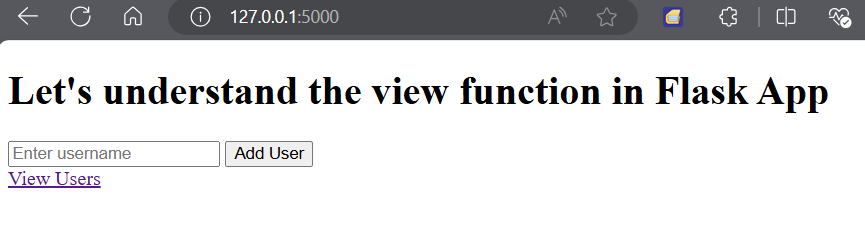 127.0.0.1:5000
Let's understand the view function in Flask App
Enter username Add User
View Users